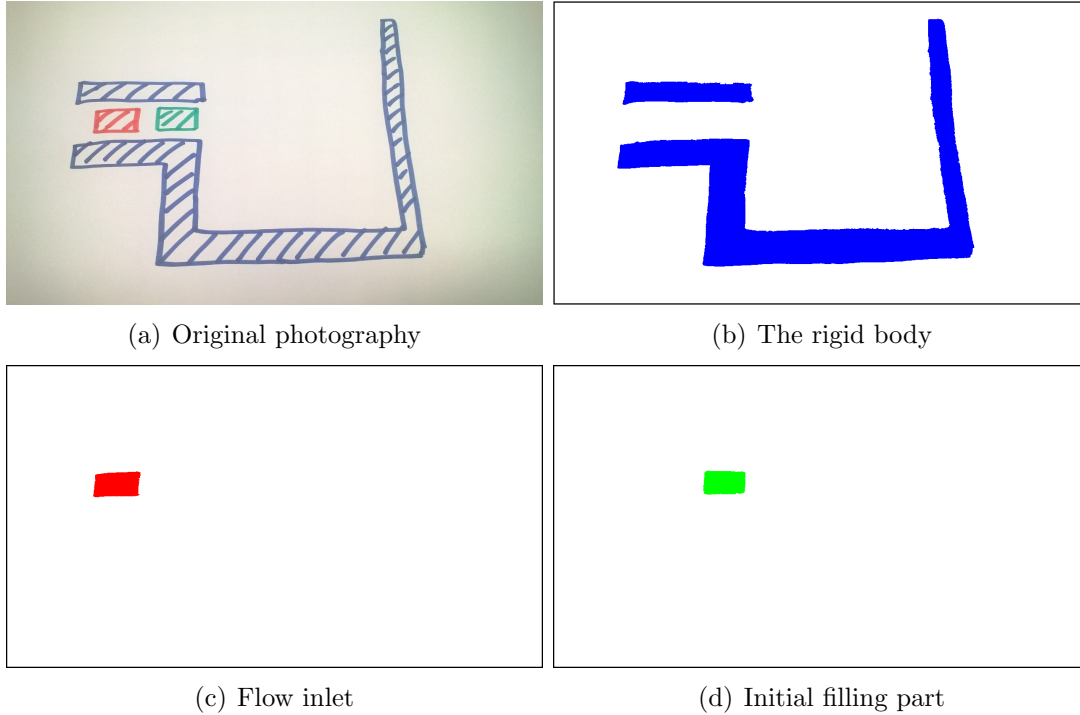 (a) Original photography
(b) The rigid body
(c) Flow inlet
(d) Initial filling part